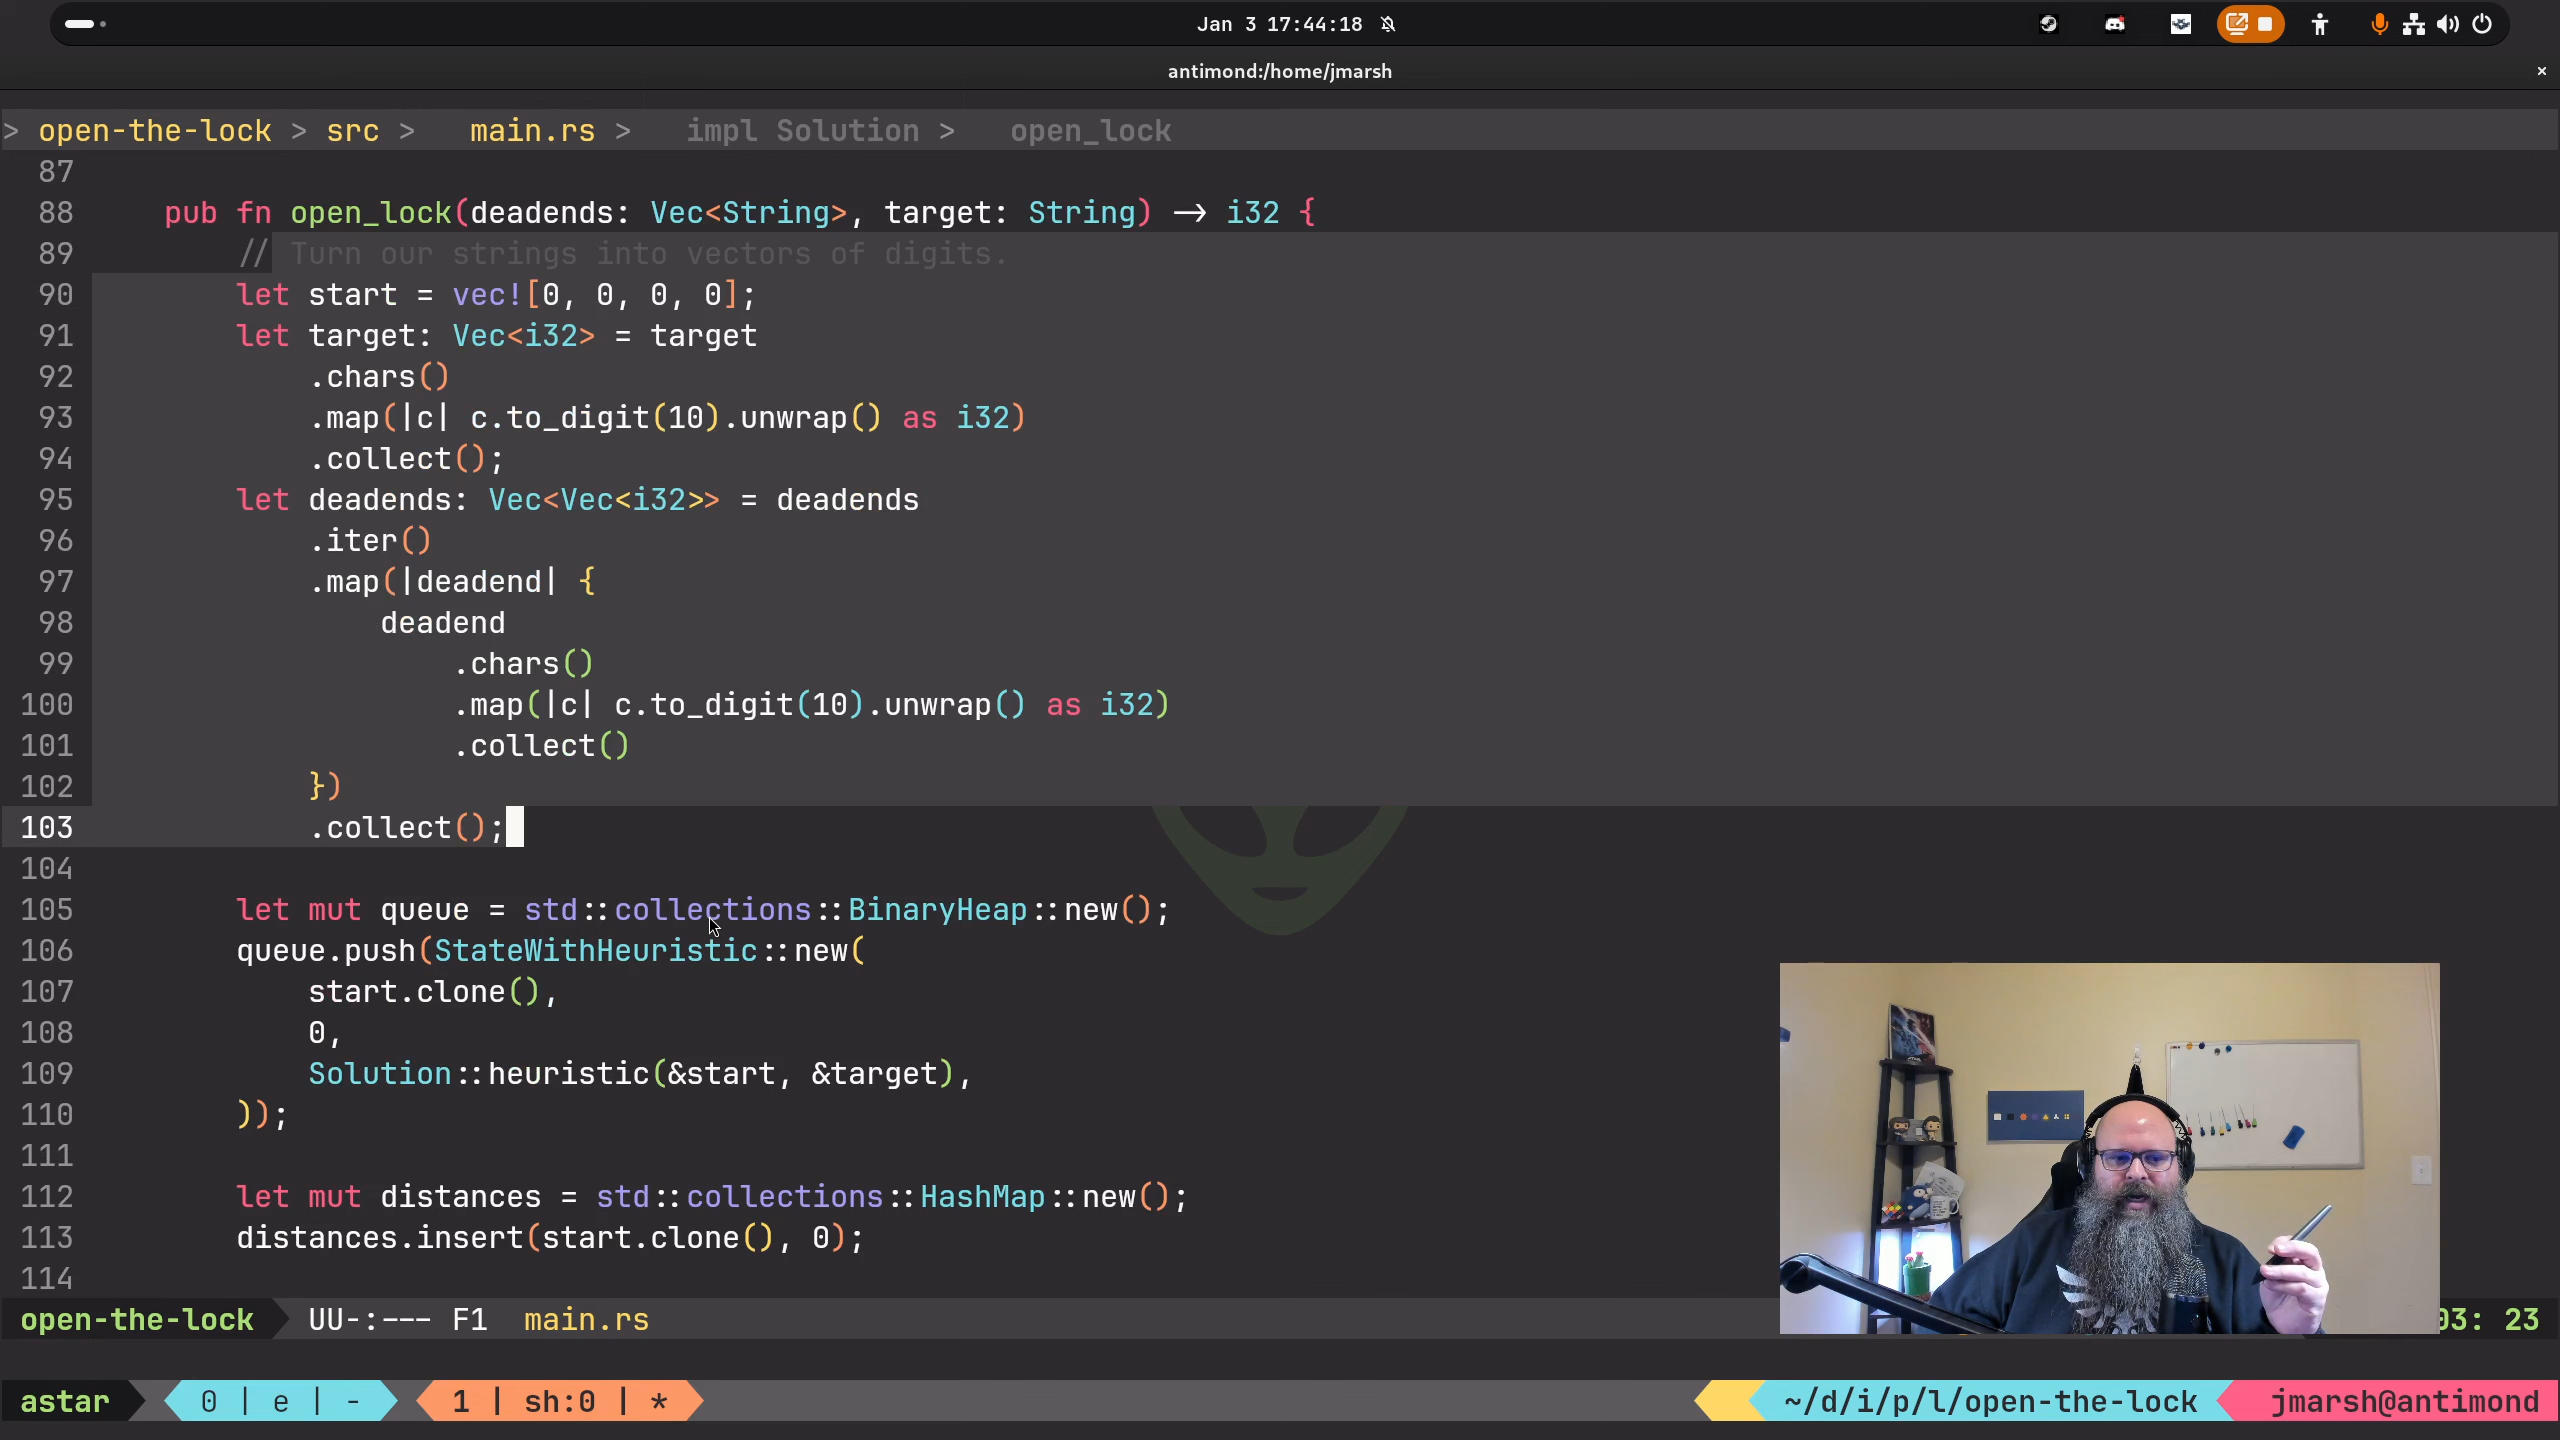 Jan 3 17:44:18
antimond:/home/jmarsh
> open-the-lock > src > main.rs > impl Solution > open_lock
87
88 pub fn open_lock(deadends: Vec<String>, target: String) -> i32 {
89 // Turn our strings into vectors of digits.
90 let start = vec![0, 0, 0, 0];
91 let target: Vec<i32> = target
92 .chars()
93 .map(|c| c.to_digit(10).unwrap() as i32)
94 .collect();
95 let deadends: Vec<Vec<i32>> = deadends
96 .iter()
97 .map(|deadend| {
98 deadend
99 .chars()
100 .map(|c| c.to_digit(10).unwrap() as i32)
101 .collect()
102 })
103 .collect();
104
105 let mut queue = std::collections::BinaryHeap::new();
106 queue.push(StateWithHeuristic::new(
107 start.clone(),
108 0,
109 Solution::heuristic(&start, &target),
110 ));
111
112 let mut distances = std::collections::HashMap::new();
113 distances.insert(start.clone(), 0);
114
open-the-lock UU-:--- F1 main.rs 03: 23
astar 0 | e | - 1 | sh:0 | * ~/d/i/p/l/open-the-lock jmarsh@antimond